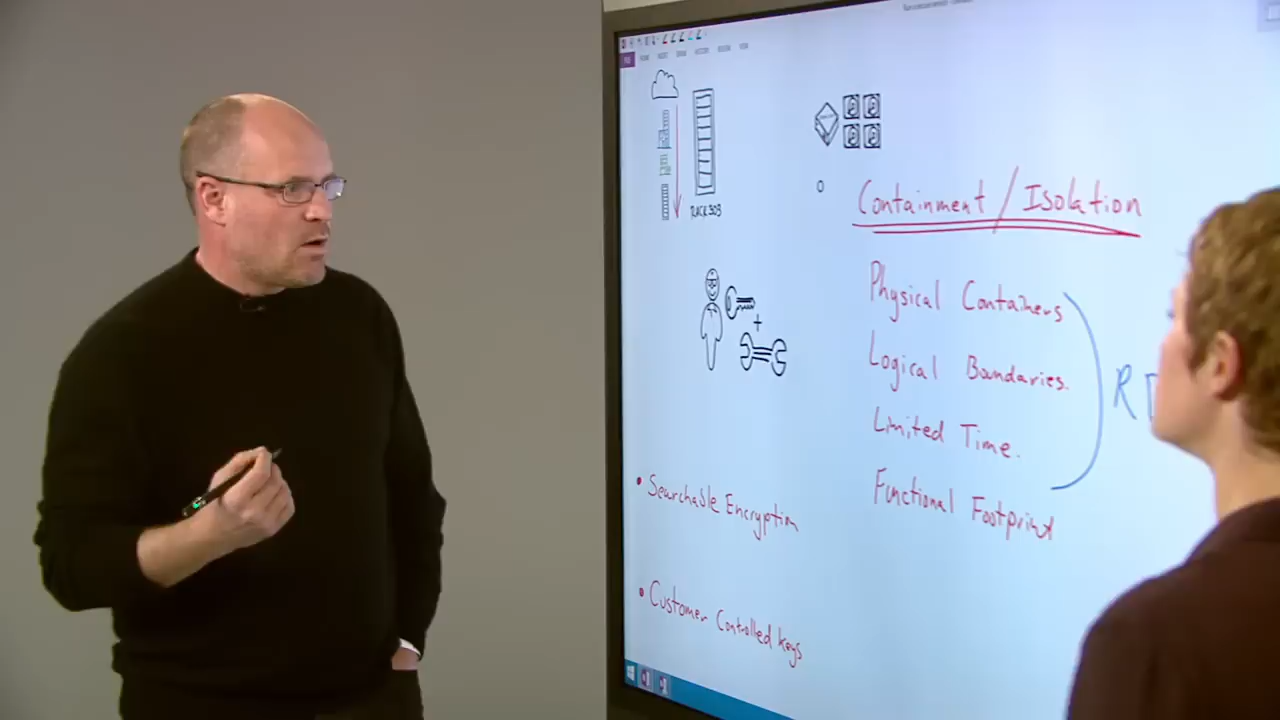 RACK 303
Containment / Isolation
Physical Containers
Logical Boundaries.
Limited Time.
Functional Footprint
R
• Searchable Encryption
• Customer Controlled Keys